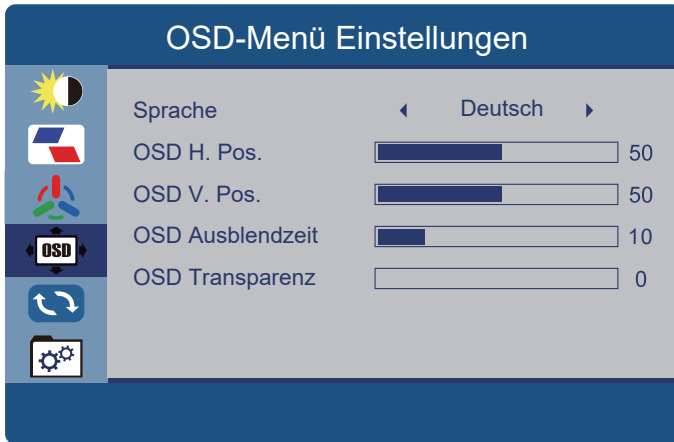 OSD-Menü Einstellungen
Sprache Deutsch
OSD H. Pos. 50
OSD V. Pos. 50
OSD Ausblendzeit 10
OSD
OSD Transparenz 0